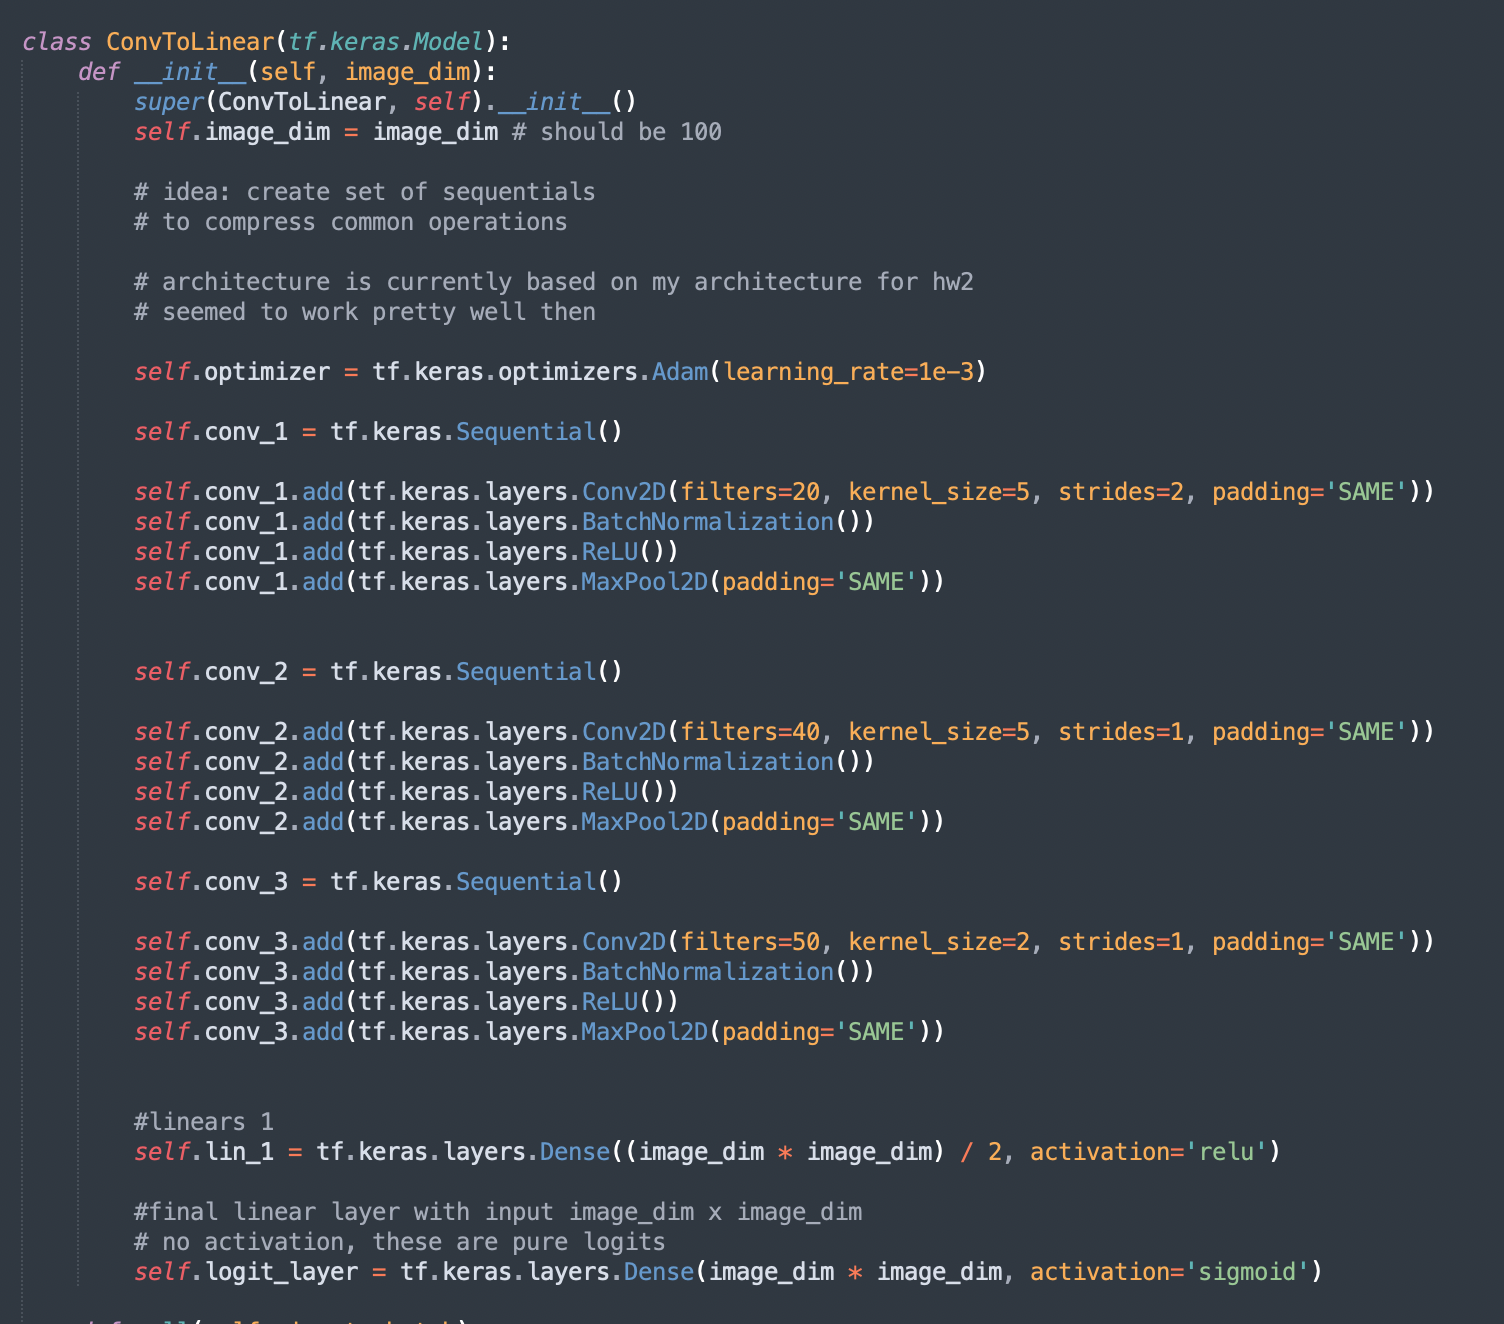 class ConvToLinear(tf.keras.Model):
    def __init__(self, image_dim):
        super(ConvToLinear, self).__init__()
        self.image_dim = image_dim # should be 100

        # idea: create set of sequentials
        # to compress common operations

        # architecture is currently based on my architecture for hw2
        # seemed to work pretty well then

        self.optimizer = tf.keras.optimizers.Adam(learning_rate=1e-3)

        self.conv_1 = tf.keras.Sequential()

        self.conv_1.add(tf.keras.layers.Conv2D(filters=20, kernel_size=5, strides=2, padding='SAME'))
        self.conv_1.add(tf.keras.layers.BatchNormalization())
        self.conv_1.add(tf.keras.layers.ReLU())
        self.conv_1.add(tf.keras.layers.MaxPool2D(padding='SAME'))


        self.conv_2 = tf.keras.Sequential()

        self.conv_2.add(tf.keras.layers.Conv2D(filters=40, kernel_size=5, strides=1, padding='SAME'))
        self.conv_2.add(tf.keras.layers.BatchNormalization())
        self.conv_2.add(tf.keras.layers.ReLU())
        self.conv_2.add(tf.keras.layers.MaxPool2D(padding='SAME'))

        self.conv_3 = tf.keras.Sequential()

        self.conv_3.add(tf.keras.layers.Conv2D(filters=50, kernel_size=2, strides=1, padding='SAME'))
        self.conv_3.add(tf.keras.layers.BatchNormalization())
        self.conv_3.add(tf.keras.layers.ReLU())
        self.conv_3.add(tf.keras.layers.MaxPool2D(padding='SAME'))


        #linears 1
        self.lin_1 = tf.keras.layers.Dense((image_dim * image_dim) / 2, activation='relu')

        #final linear layer with input image_dim x image_dim
        # no activation, these are pure logits
        self.logit_layer = tf.keras.layers.Dense(image_dim * image_dim, activation='sigmoid')